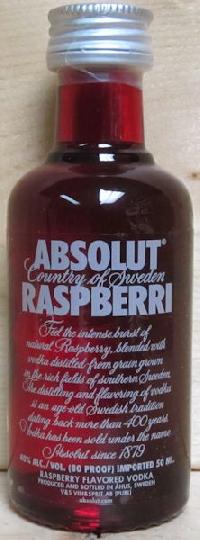 ABSOLUT®
Country of Sweden
RASPBERRI
Feel the intense burst of
natural Raspberry, blended with
vodka distilled from grain grown
in the rich fields of southern Sweden.
The distilling and flavoring of vodka
is an age-old Swedish tradition
dating back more than 400 years.
Vodka has been sold under the name
Absolut since 1879
40% ALC./VOL. (80 PROOF) IMPORTED 50 ML.
RASPBERRY FLAVORED VODKA
PRODUCED AND BOTTLED IN ÅHUS, SWEDEN
V&S VIN&SPRIT AB (PUBL)
absolut.com